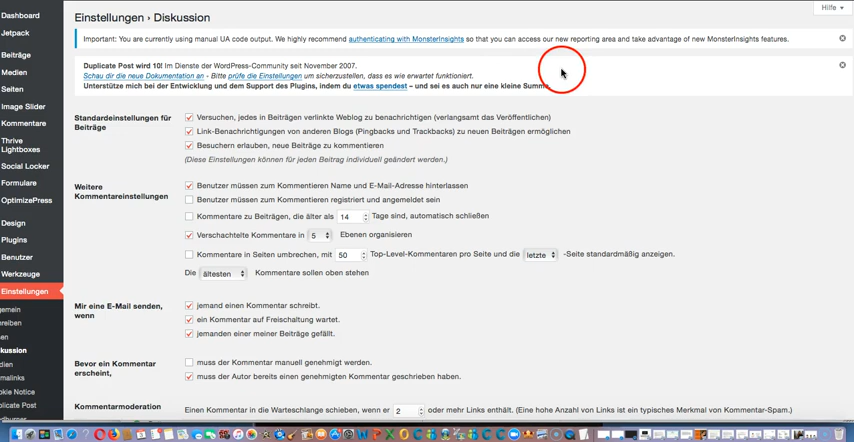 Hilfe
Dashboard
Jetpack
Beiträge
Medien
Seiten
Image Slider
Kommentare
Thrive
Lightboxes
Social Locker
Formulare
OptimizePress
Design
Plugins
Benutzer
Werkzeuge
Einstellungen
gemein
reiben
en
kussion
dien
malinks
okie Notice
plicate Post
Einstellungen › Diskussion
Important: You are currently using manual UA code output. We highly recommend authenticating with MonsterInsights so that you can access our new reporting area and take advantage of new MonsterInsights features.
Duplicate Post wird 10! Im Dienste der WordPress-Community seit November 2007.
Schau dir die neue Dokumentation an - Bitte prüfe die Einstellungen um sicherzustellen, dass es wie erwartet funktioniert.
Unterstütze mich bei der Entwicklung und dem Support des Plugins, indem du etwas spendest – und sei es auch nur eine kleine Summe
Standardeinstellungen für
Beiträge
Versuchen, jedes in Beiträgen verlinkte Weblog zu benachrichtigen (verlangsamt das Veröffentlichen)
Link-Benachrichtigungen von anderen Blogs (Pingbacks und Trackbacks) zu neuen Beiträgen ermöglichen
Besuchern erlauben, neue Beiträge zu kommentieren
(Diese Einstellungen können für jeden Beitrag individuell geändert werden.)
Weitere
Kommentareinstellungen
Benutzer müssen zum Kommentieren Name und E-Mail-Adresse hinterlassen
Benutzer müssen zum Kommentieren registriert und angemeldet sein
Kommentare zu Beiträgen, die älter als 14 Tage sind, automatisch schließen
Verschachtelte Kommentare in 5 Ebenen organisieren
Kommentare in Seiten umbrechen, mit 50 Top-Level-Kommentaren pro Seite und die letzte -Seite standardmäßig anzeigen.
Die ältesten Kommentare sollen oben stehen
Mir eine E-Mail senden,
wenn
jemand einen Kommentar schreibt.
ein Kommentar auf Freischaltung wartet.
jemanden einer meiner Beiträge gefällt.
Bevor ein Kommentar
erscheint,
muss der Kommentar manuell genehmigt werden.
muss der Autor bereits einen genehmigten Kommentar geschrieben haben.
Kommentarmoderation
Einen Kommentar in die Warteschlange schieben, wenn er 2 oder mehr Links enthält. (Eine hohe Anzahl von Links ist ein typisches Merkmal von Kommentar-Spam.)